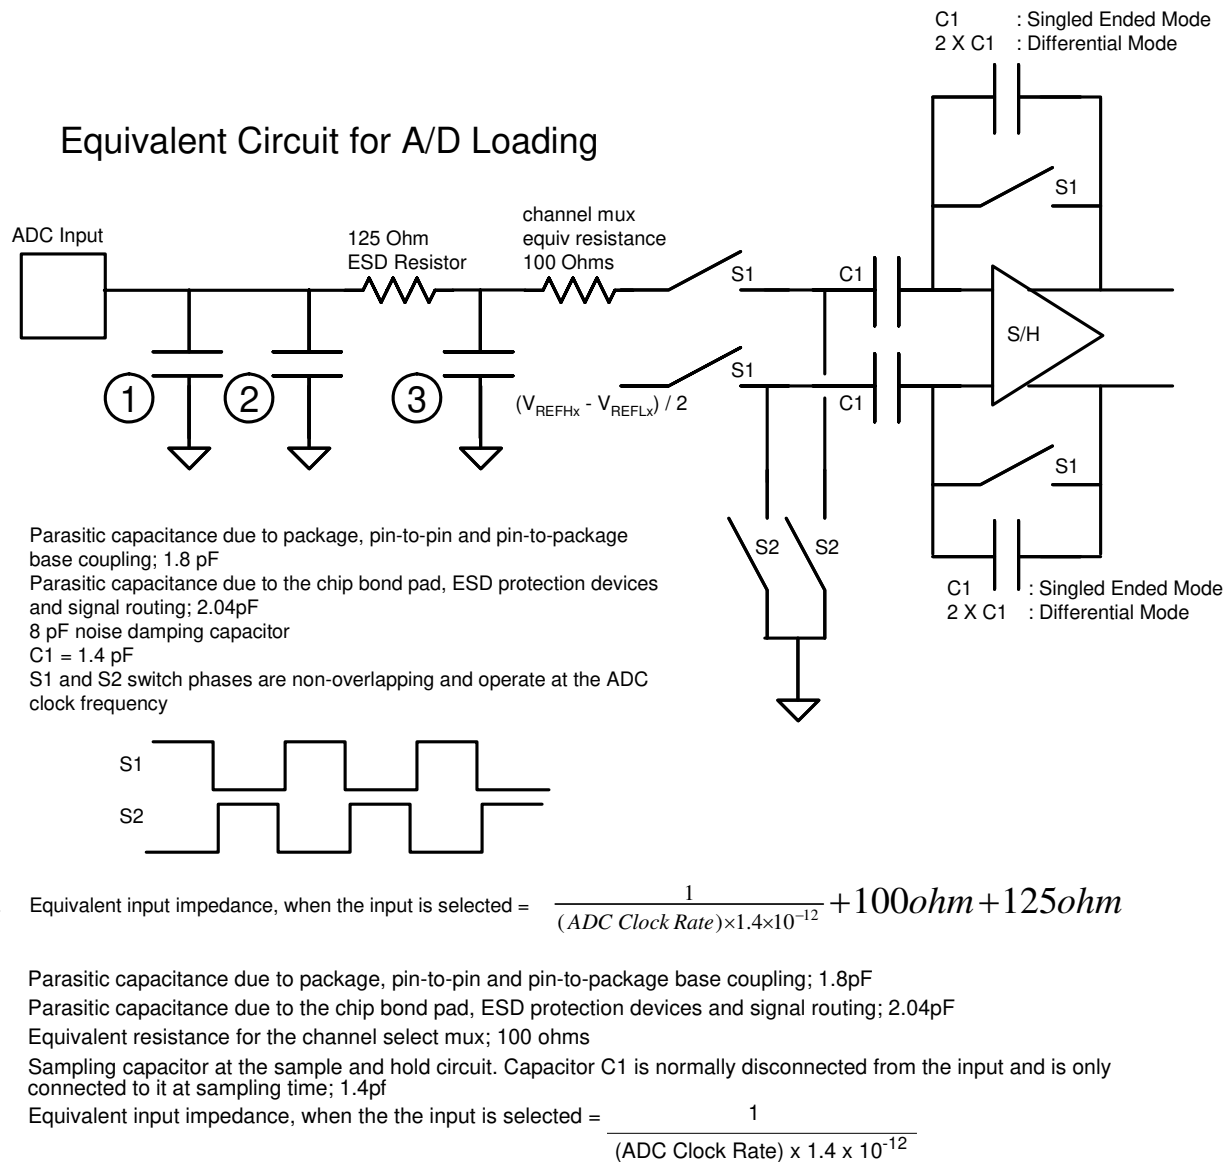 C1 : Singled Ended Mode
2 X C1 : Differential Mode
Equivalent Circuit for A/D Loading
S1
channel mux
equiv resistance
100 Ohms
ADC Input
125 Ohm
ESD Resistor
S1
C1
S/H
1
2
3
S1
(VREFHx - VREFLx) / 2
C1
S1
S2
S2
C1 : Singled Ended Mode
2 X C1 : Differential Mode
Parasitic capacitance due to package, pin-to-pin and pin-to-package
base coupling; 1.8 pF
Parasitic capacitance due to the chip bond pad, ESD protection devices
and signal routing; 2.04pF
8 pF noise damping capacitor
C1 = 1.4 pF
S1 and S2 switch phases are non-overlapping and operate at the ADC
clock frequency
S1
S2
Equivalent input impedance, when the input is selected = 1 / (ADC Clock Rate)×1.4×10⁻¹² +100ohm+125ohm
Parasitic capacitance due to package, pin-to-pin and pin-to-package base coupling; 1.8pF
Parasitic capacitance due to the chip bond pad, ESD protection devices and signal routing; 2.04pF
Equivalent resistance for the channel select mux; 100 ohms
Sampling capacitor at the sample and hold circuit. Capacitor C1 is normally disconnected from the input and is only
connected to it at sampling time; 1.4pf
Equivalent input impedance, when the the input is selected = 1
(ADC Clock Rate) x 1.4 x 10⁻¹²